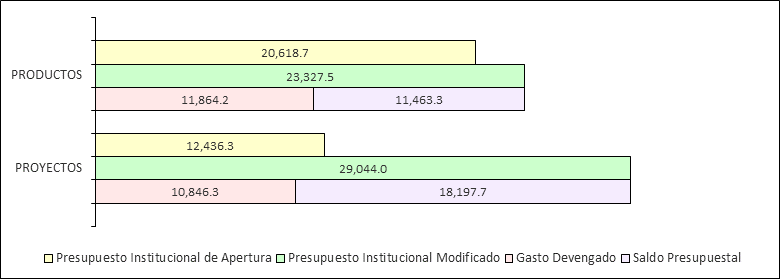 20,618.7
PRODUCTOS
23,327.5
11,864.2 11,463.3
12,436.3
PROYECTOS
29,044.0
10,846.3 18,197.7
Presupuesto Institucional de Apertura Presupuesto Institucional Modificado Gasto Devengado Saldo Presupuestal